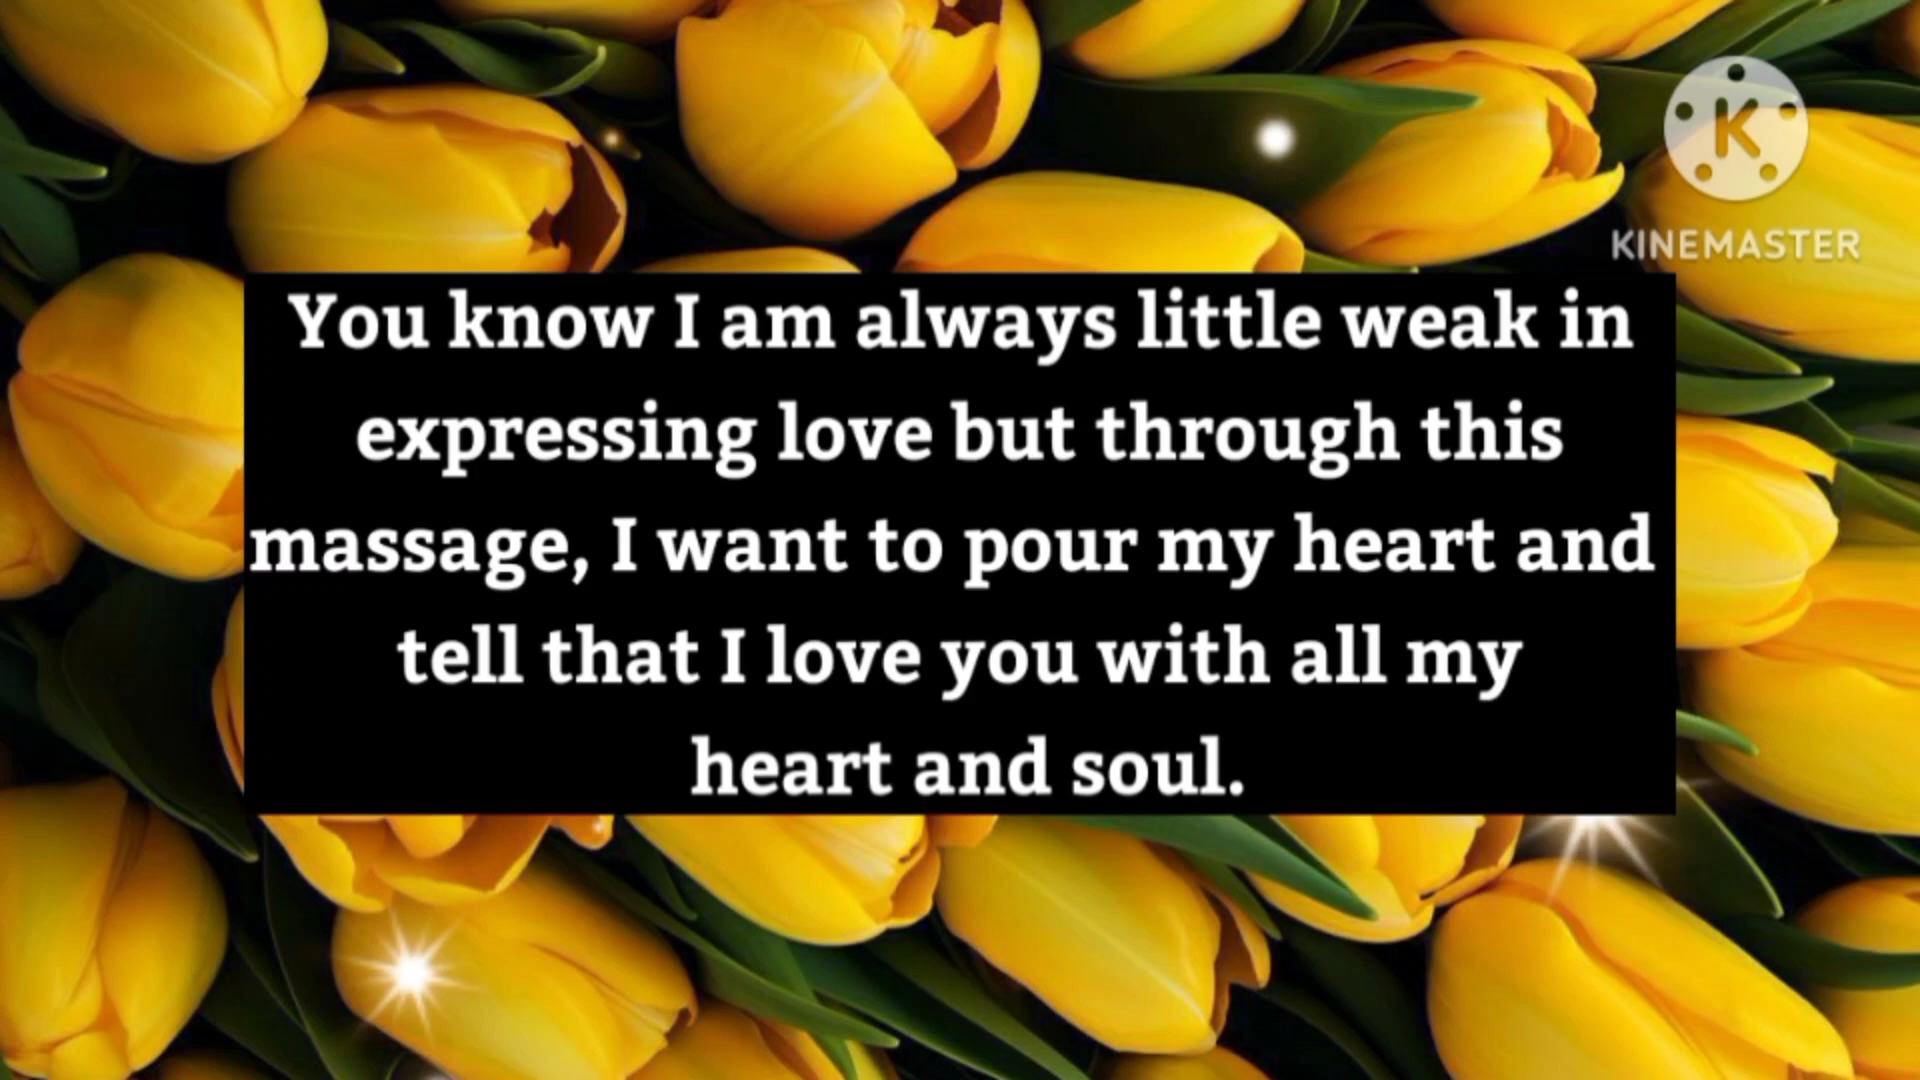 K
KINEMASTER
You know I am always little weak in
expressing love but through this
massage, I want to pour my heart and
tell that I love you with all my
heart and soul.